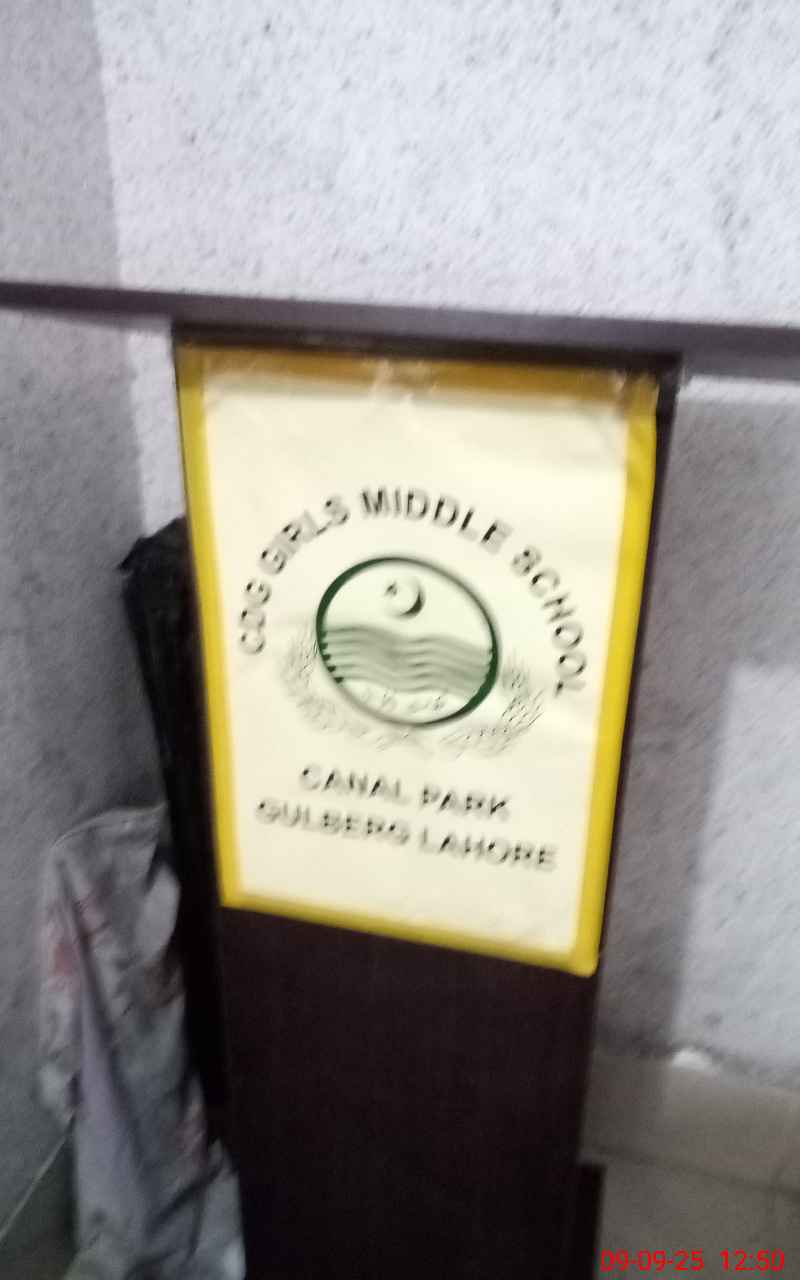 CDG GIRLS MIDDLE SCHOOL
CANAL PARK
GULBERG LAHORE
09-09-25 12:50